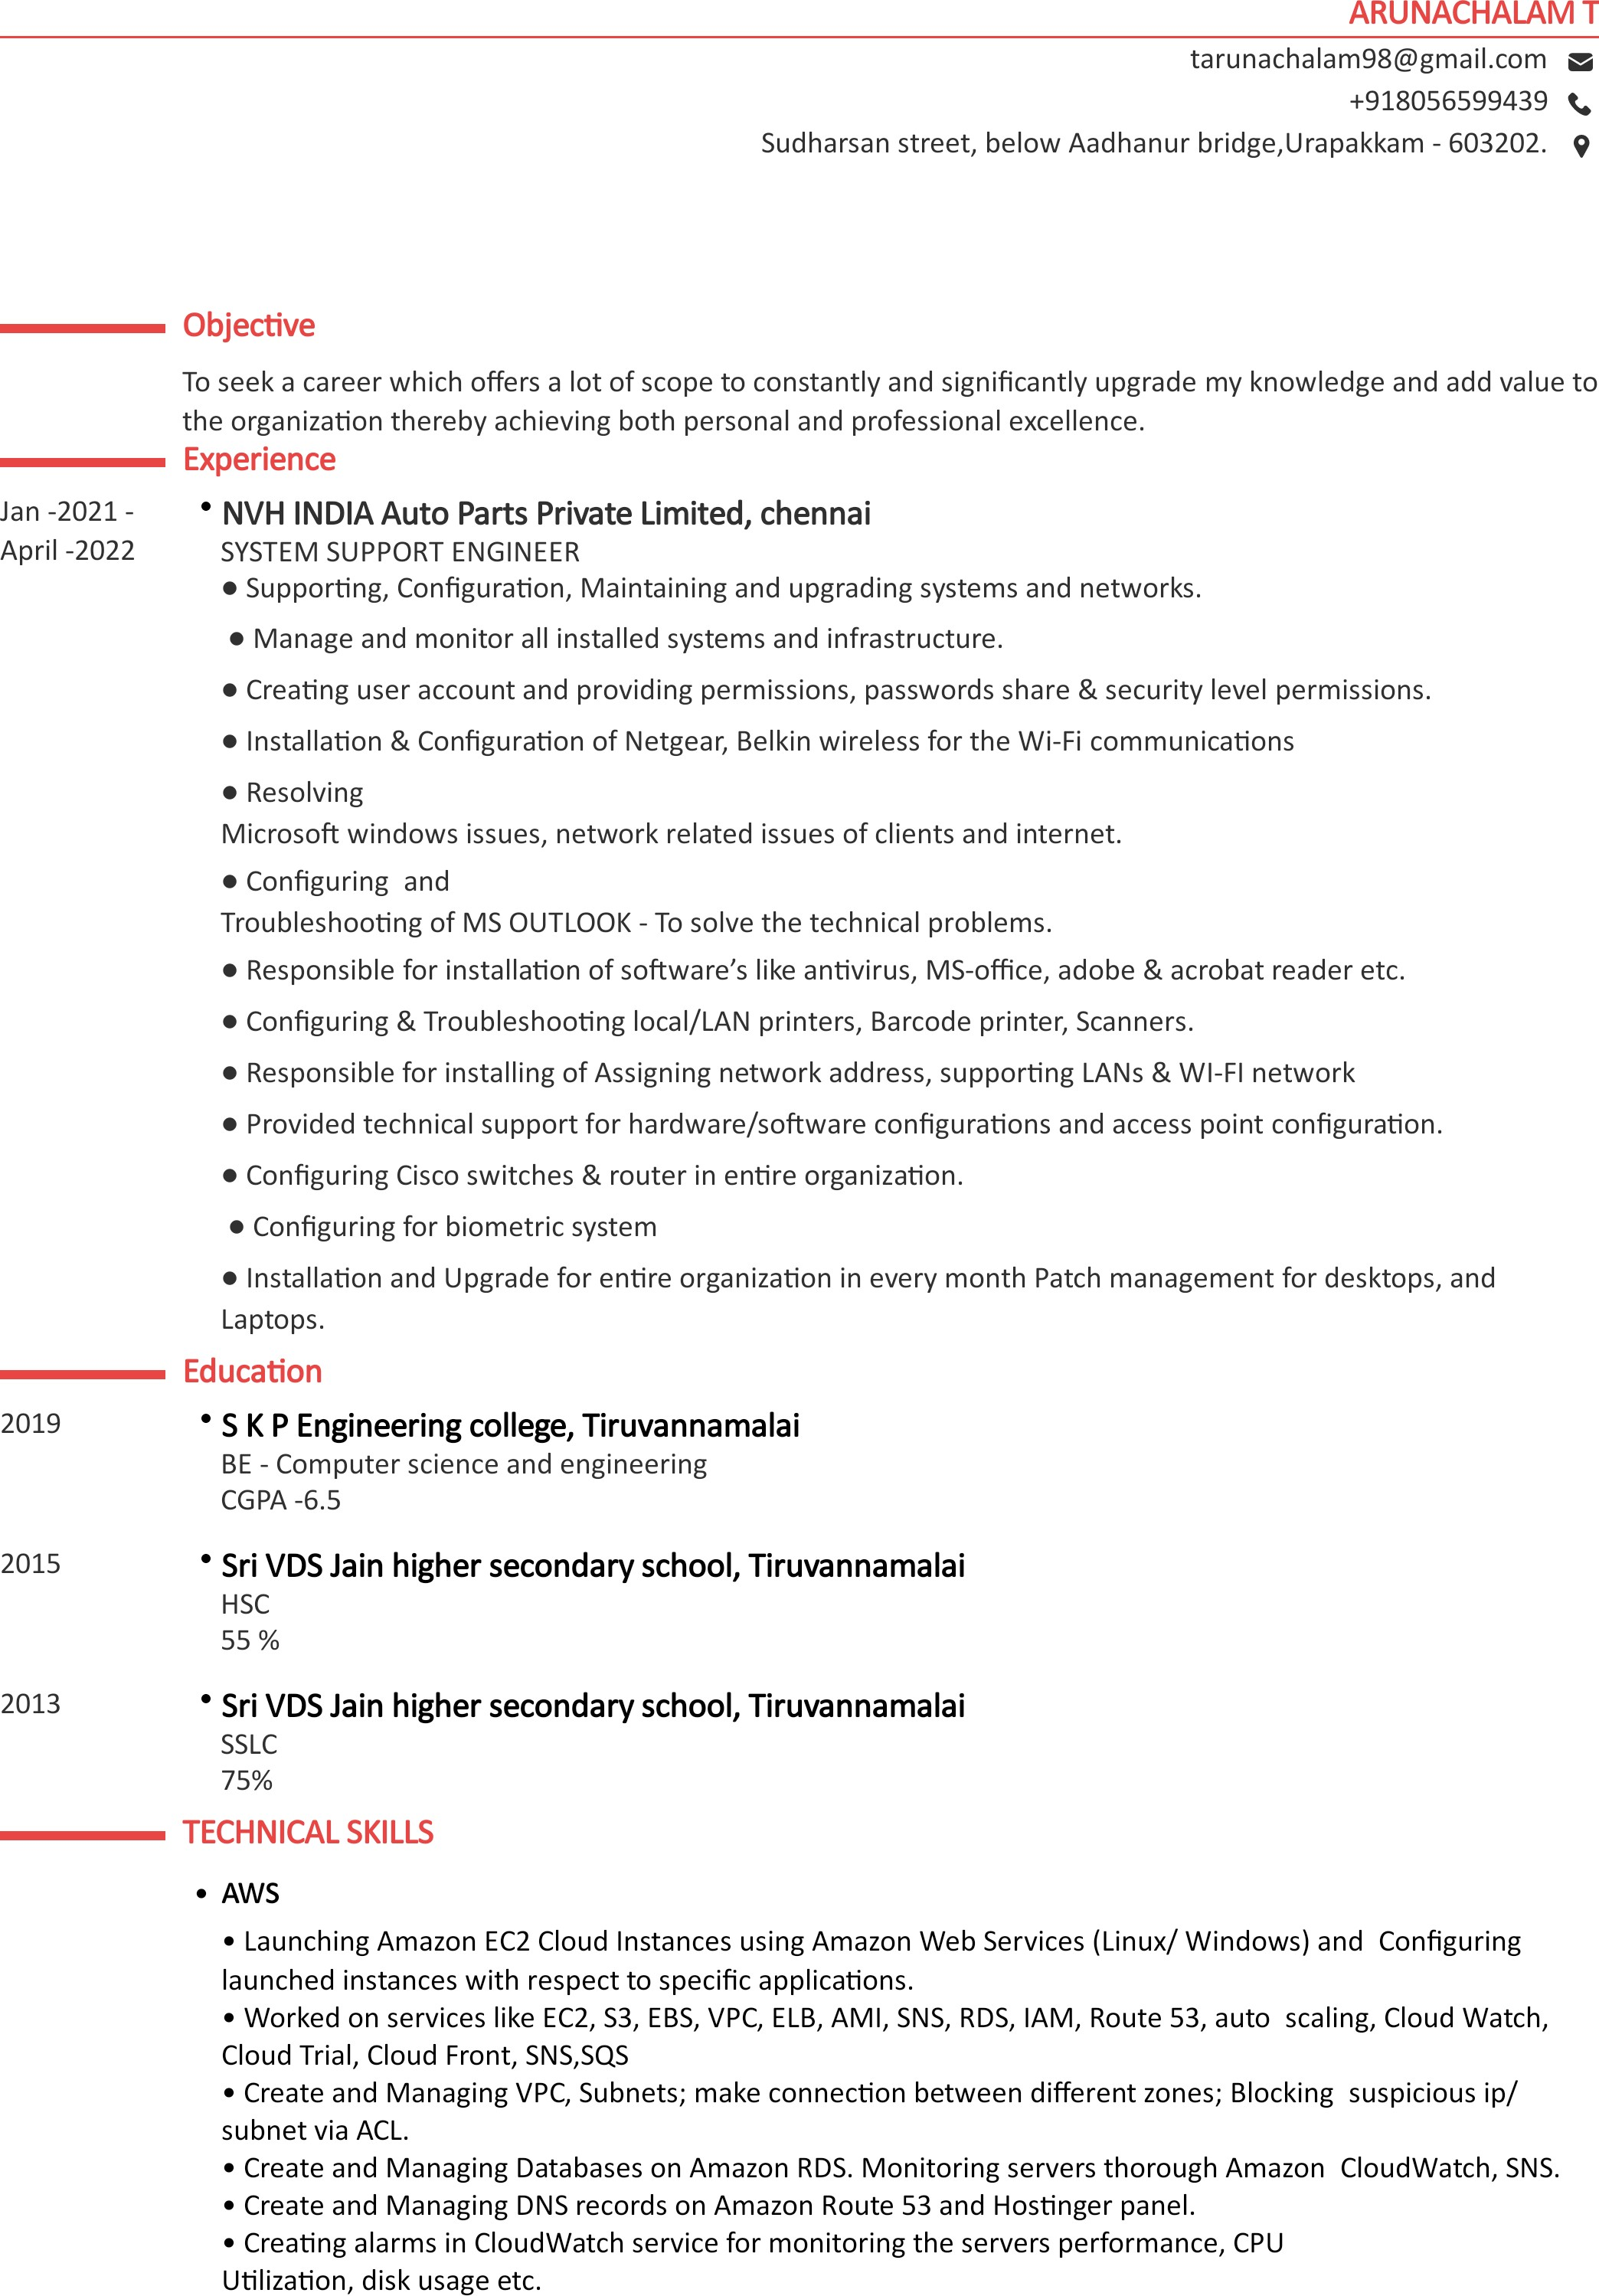 ARUNACHALAM T
tarunachalam98@gmail.com
+918056599439
Sudharsan street, below Aadhanur bridge,Urapakkam - 603202.
Objective
To seek a career which offers a lot of scope to constantly and significantly upgrade my knowledge and add value to
the organization thereby achieving both personal and professional excellence.
Experience
Jan -2021 -
April -2022
• NVH INDIA Auto Parts Private Limited, chennai
SYSTEM SUPPORT ENGINEER
● Supporting, Configuration, Maintaining and upgrading systems and networks.
● Manage and monitor all installed systems and infrastructure.
● Creating user account and providing permissions, passwords share & security level permissions.
● Installation & Configuration of Netgear, Belkin wireless for the Wi-Fi communications
● Resolving
Microsoft windows issues, network related issues of clients and internet.
● Configuring  and
Troubleshooting of MS OUTLOOK - To solve the technical problems.
● Responsible for installation of software’s like antivirus, MS-office, adobe & acrobat reader etc.
● Configuring & Troubleshooting local/LAN printers, Barcode printer, Scanners.
● Responsible for installing of Assigning network address, supporting LANs & WI-FI network
● Provided technical support for hardware/software configurations and access point configuration.
● Configuring Cisco switches & router in entire organization.
● Configuring for biometric system
● Installation and Upgrade for entire organization in every month Patch management for desktops, and
Laptops.
Education
2019
• S K P Engineering college, Tiruvannamalai
BE - Computer science and engineering
CGPA -6.5
2015
• Sri VDS Jain higher secondary school, Tiruvannamalai
HSC
55 %
2013
• Sri VDS Jain higher secondary school, Tiruvannamalai
SSLC
75%
TECHNICAL SKILLS
• AWS
• Launching Amazon EC2 Cloud Instances using Amazon Web Services (Linux/ Windows) and  Configuring
launched instances with respect to specific applications.
• Worked on services like EC2, S3, EBS, VPC, ELB, AMI, SNS, RDS, IAM, Route 53, auto  scaling, Cloud Watch,
Cloud Trial, Cloud Front, SNS,SQS
• Create and Managing VPC, Subnets; make connection between different zones; Blocking  suspicious ip/
subnet via ACL.
• Create and Managing Databases on Amazon RDS. Monitoring servers thorough Amazon  CloudWatch, SNS.
• Create and Managing DNS records on Amazon Route 53 and Hostinger panel.
• Creating alarms in CloudWatch service for monitoring the servers performance, CPU
Utilization, disk usage etc.